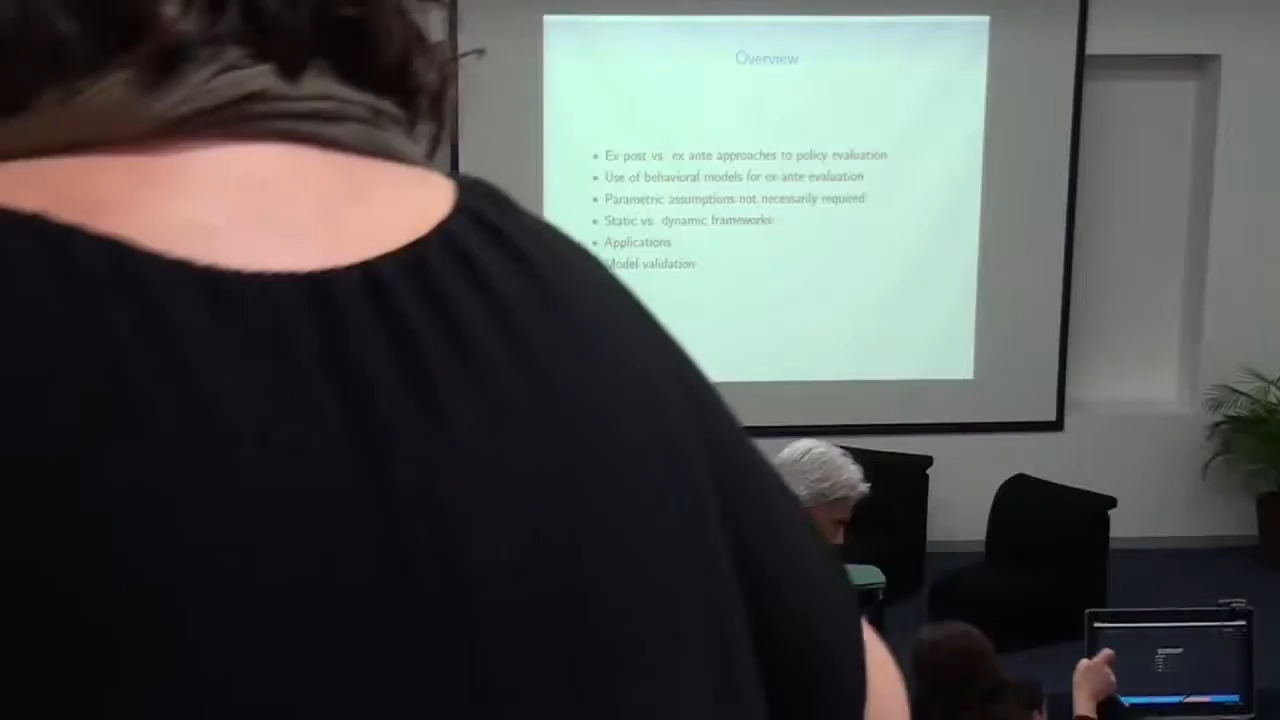 Overview
• Ex post vs. ex ante approaches to policy evaluation
• Use of behavioral models for ex-ante evaluation
• Parametric assumptions not necessarily required
• Static vs. dynamic frameworks
• Applications
Model validation